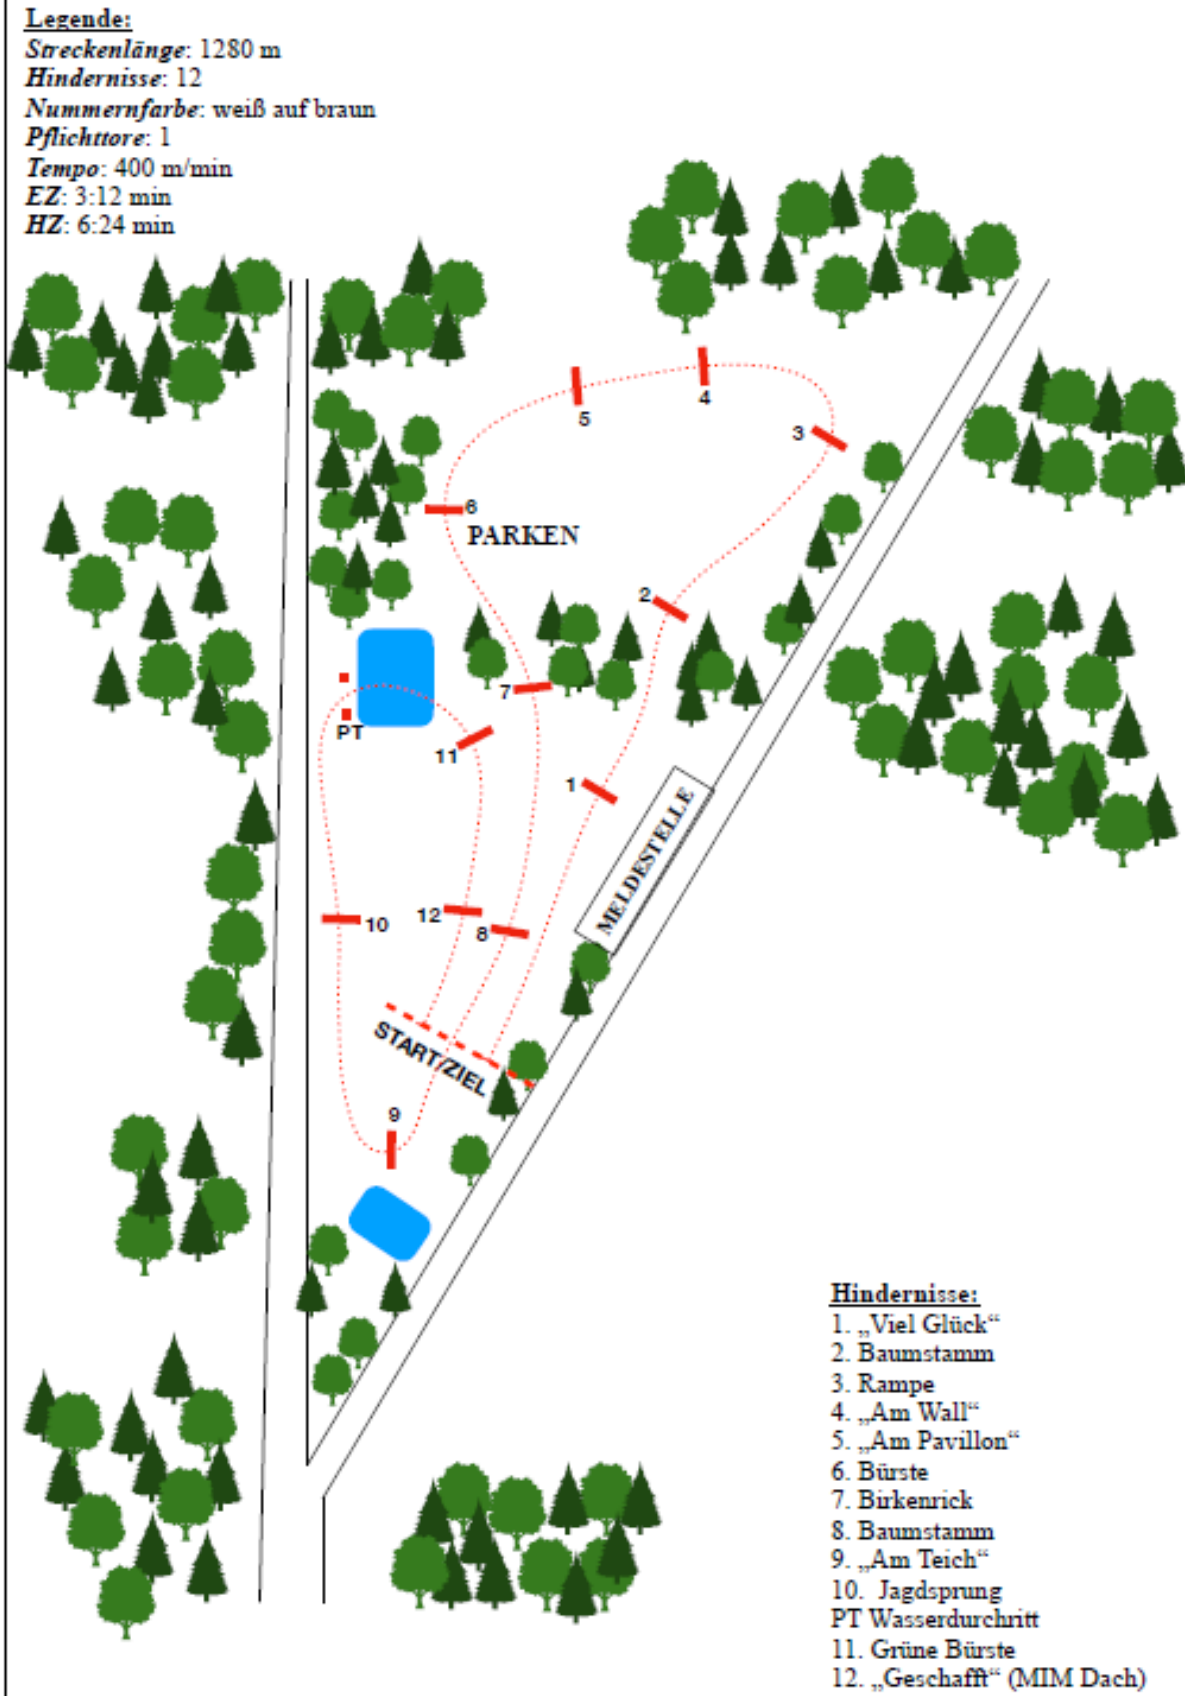 Legende:
Streckenlänge: 1280 m
Hindernisse: 12
Nummernfarbe: weiß auf braun
Pflichttore: 1
Tempo: 400 m/min
EZ: 3:12 min
HZ: 6:24 min
4
5
3
6
PARKEN
2
7
PT
11
1
MELDESTELLE
10
12
8
START/ZIEL
9
Hindernisse:
1. „Viel Glück“
2. Baumstamm
3. Rampe
4. „Am Wall“
5. „Am Pavillon“
6. Bürste
7. Birkenrick
8. Baumstamm
9. „Am Teich“
10. Jagdsprung
PT Wasserdurchritt
11. Grüne Bürste
12. „Geschafft“ (MIM Dach)